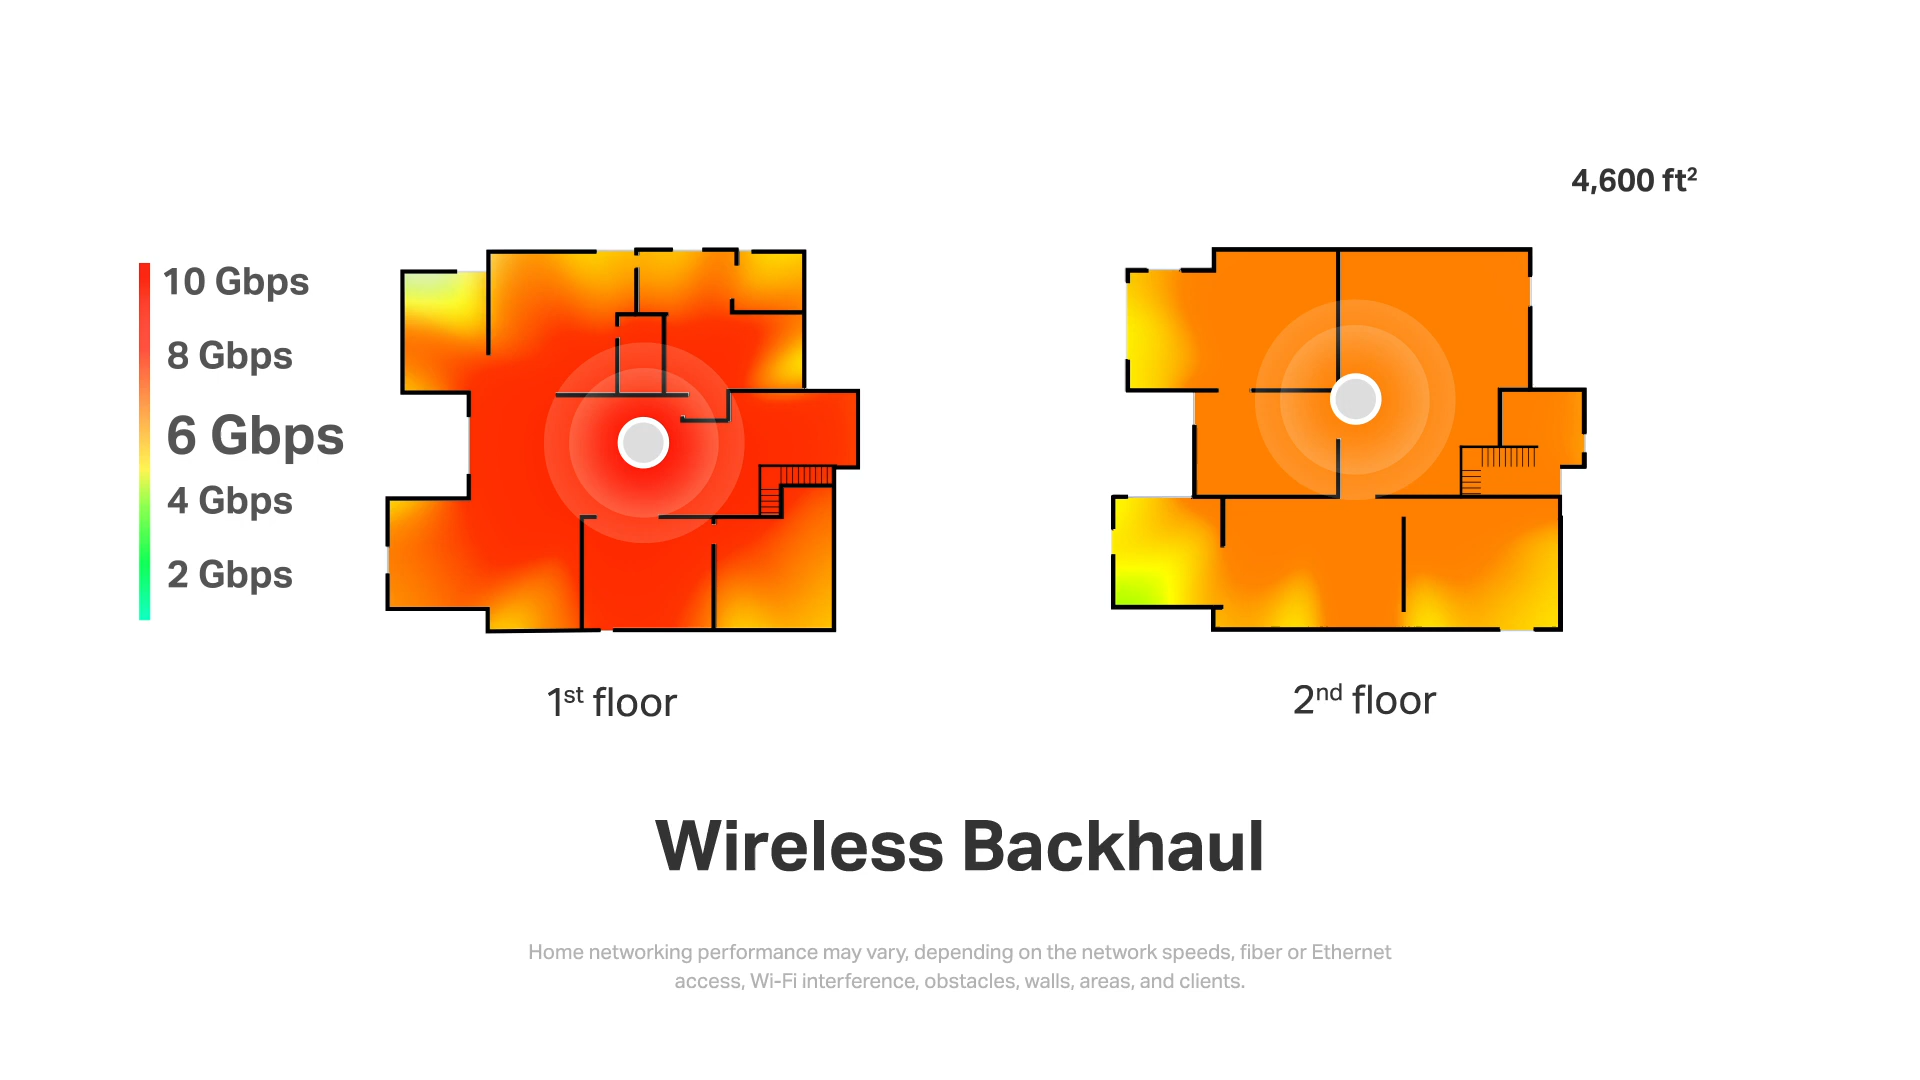 4,600 ft²
10 Gbps
8 Gbps
6 Gbps
4 Gbps
2 Gbps
1st floor
2nd floor
Wireless Backhaul
Home networking performance may vary, depending on the network speeds, fiber or Ethernet
access, Wi-Fi interference, obstacles, walls, areas, and clients.